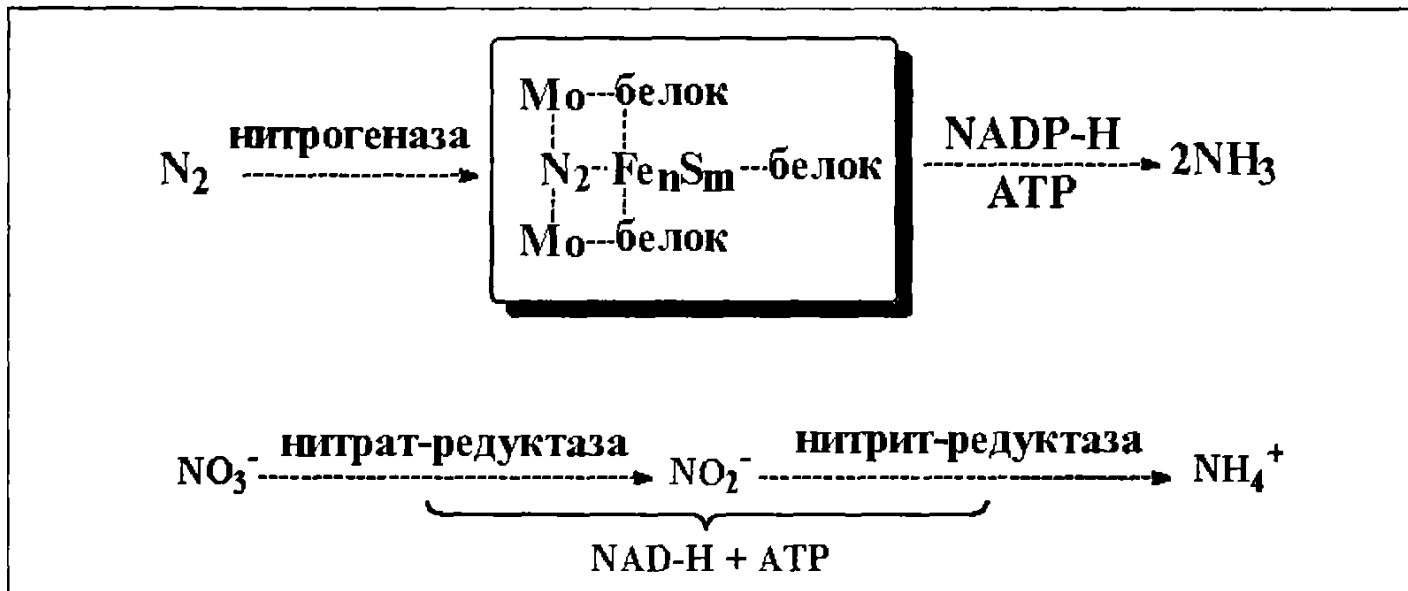 Mo---белок
N₂ нитрогеназа N₂---FenSm---белок NADP-H ATP 2NH₃
Mo---белок
NO₃⁻ нитрат-редуктаза NO₂⁻ нитрит-редуктаза NH₄⁺
NAD-H + ATP